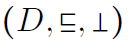 (D, ⊑, ⊥)